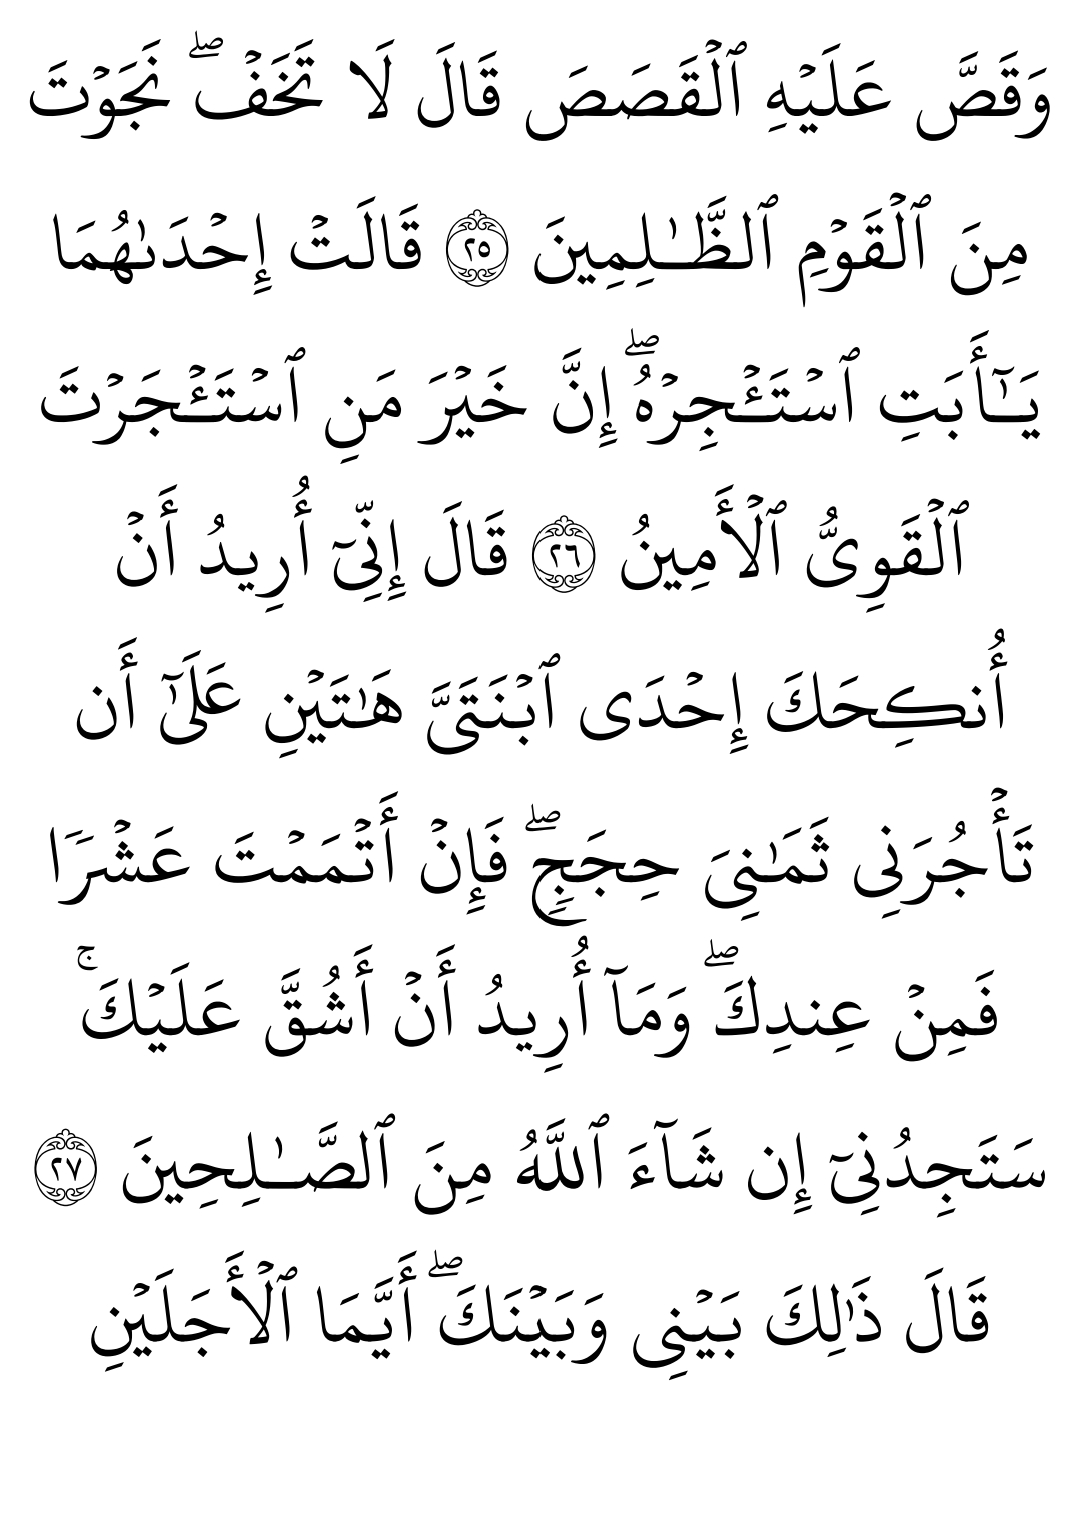 وَقَصَّ عَلَيۡهِ ٱلۡقَصَصَ قَالَ لَا تَخَفۡۖ نَجَوۡتَ
مِنَ ٱلۡقَوۡمِ ٱلظَّـٰلِمِينَ ۝٢٥ قَالَتۡ إِحۡدَىٰهُمَا
يَـٰٓأَبَتِ ٱسۡتَـٔۡجِرۡهُۖ إِنَّ خَيۡرَ مَنِ ٱسۡتَـٔۡجَرۡتَ
ٱلۡقَوِىُّ ٱلۡأَمِينُ ۝٢٦ قَالَ إِنِّىٓ أُرِيدُ أَنۡ
أُنكِحَكَ إِحۡدَى ٱبۡنَتَىَّ هَـٰتَيۡنِ عَلَىٰٓ أَن
تَأۡجُرَنِى ثَمَـٰنِىَ حِجَجࣲۖ فَإِنۡ أَتۡمَمۡتَ عَشۡرࣰا
فَمِنۡ عِندِكَۖ وَمَاۤ أُرِيدُ أَنۡ أَشُقَّ عَلَيۡكَۚ
سَتَجِدُنِىٓ إِن شَاۤءَ ٱللَّهُ مِنَ ٱلصَّـٰلِحِينَ ۝٢٧
قَالَ ذَ ٰلِكَ بَيۡنِى وَبَيۡنَكَۖ أَيَّمَا ٱلۡأَجَلَيۡنِ